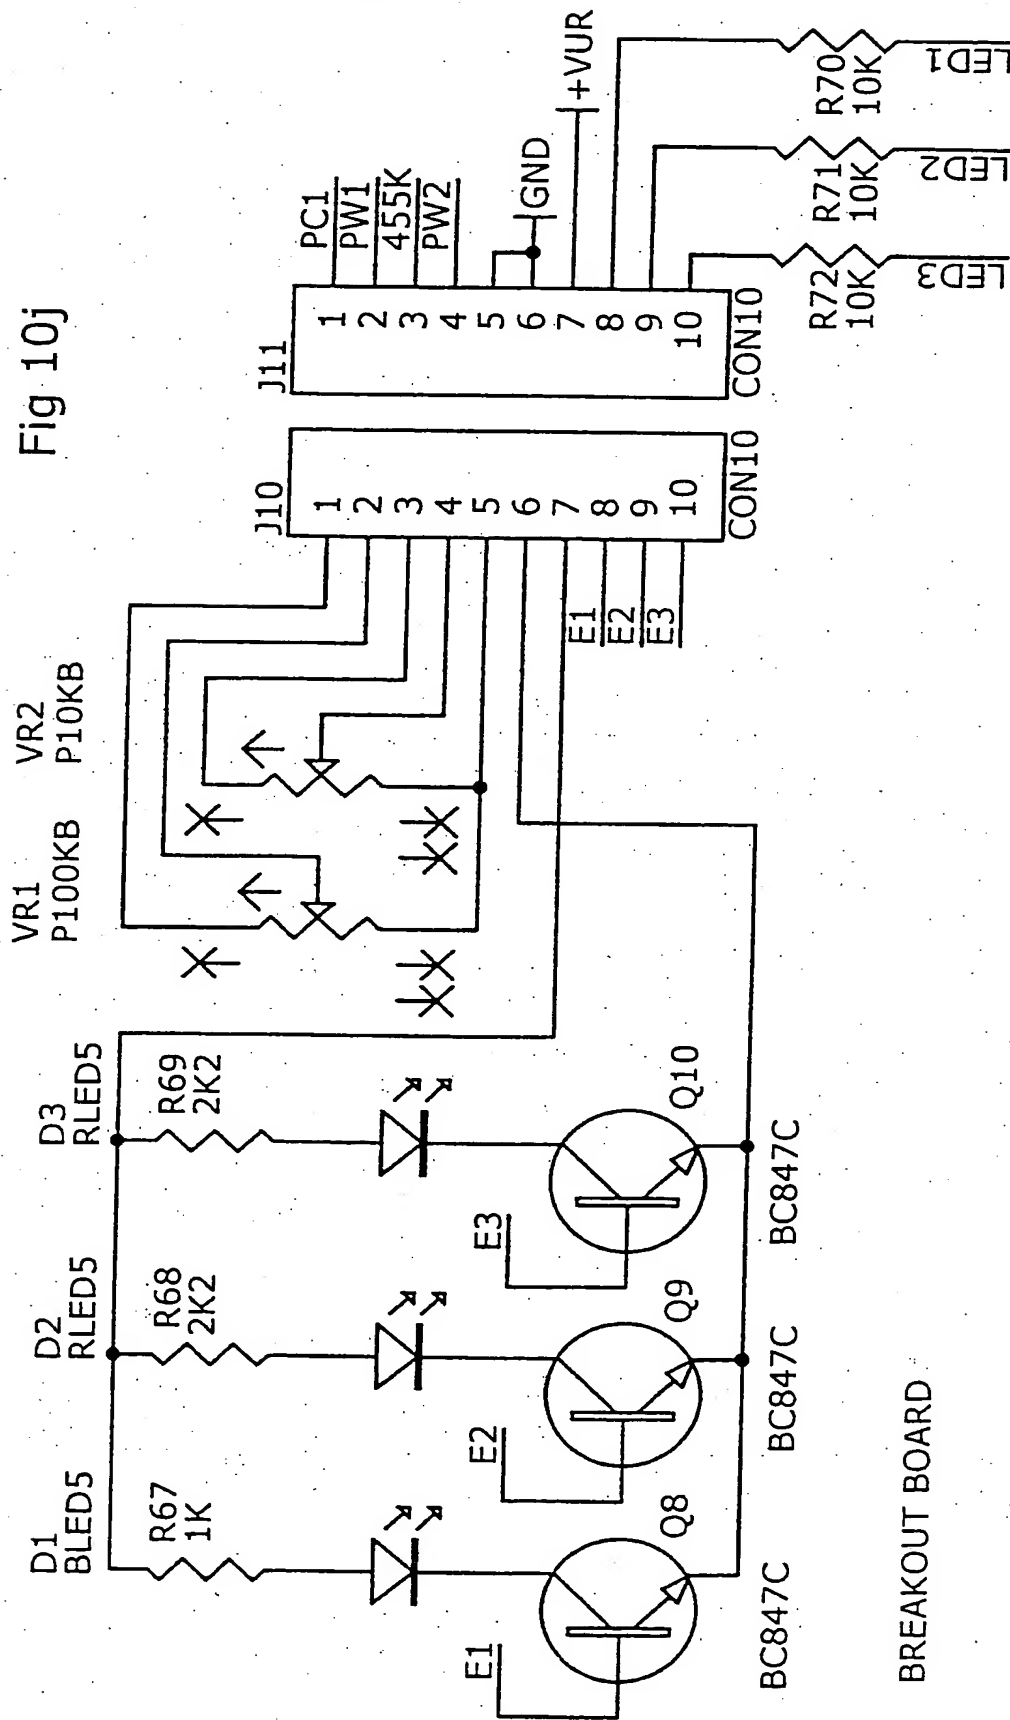 Fig 10j
D1
BLED5
D2
RLED5
D3
RLED5
VR1
P100KB
VR2
P10KB
R67
1K
R68
2K2
R69
2K2
E1
E2
E3
Q8
Q9
Q10
BC847C
BC847C
BC847C
J10
1
2
3
4
5
6
7
8
9
10
CON10
E1
E2
E3
J11
1
2
3
4
5
6
7
8
9
10
CON10
PC1
PW1
455K
PW2
GND
+VUR
R70
10K
R71
10K
R72
10K
LED1
LED2
LED3
BREAKOUT BOARD